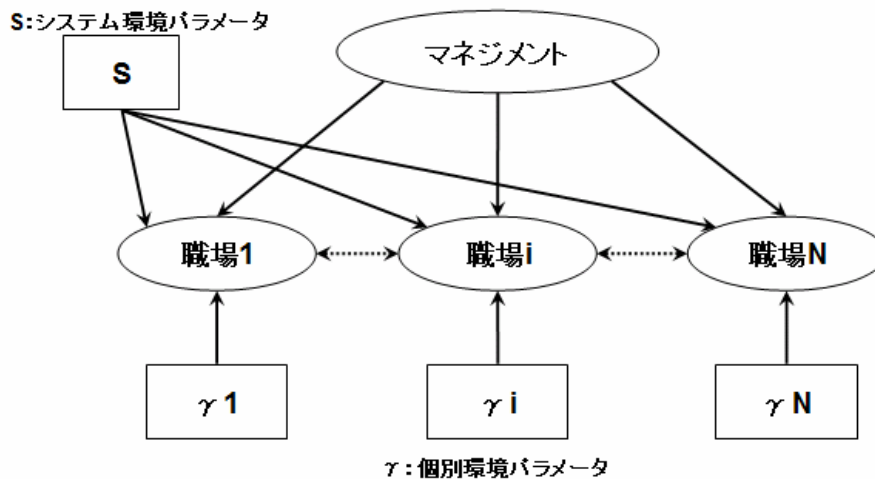 S:システム環境パラメータ
S
マネジメント
職場1
職場i
職場N
γ1
γi
γN
γ:個別環境パラメータ